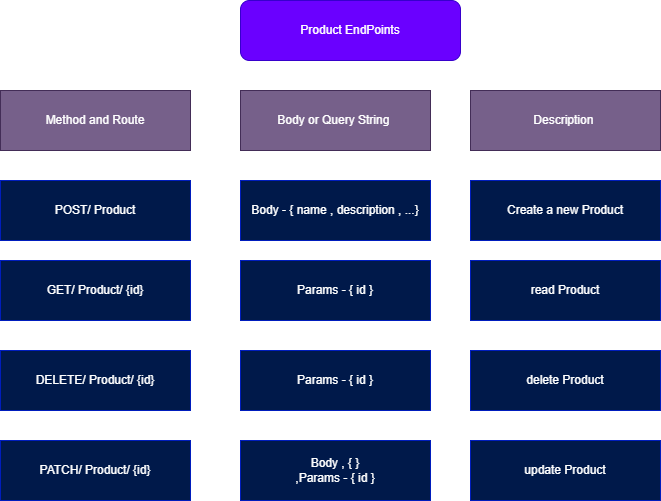 Product EndPoints
Method and Route
Body or Query String
Description
POST/ Product
Body - { name , description , ...}
Create a new Product
GET/ Product/ {id}
Params - { id }
read Product
DELETE/ Product/ {id}
Params - { id }
delete Product
PATCH/ Product/ {id}
Body , { }
,Params - { id }
update Product